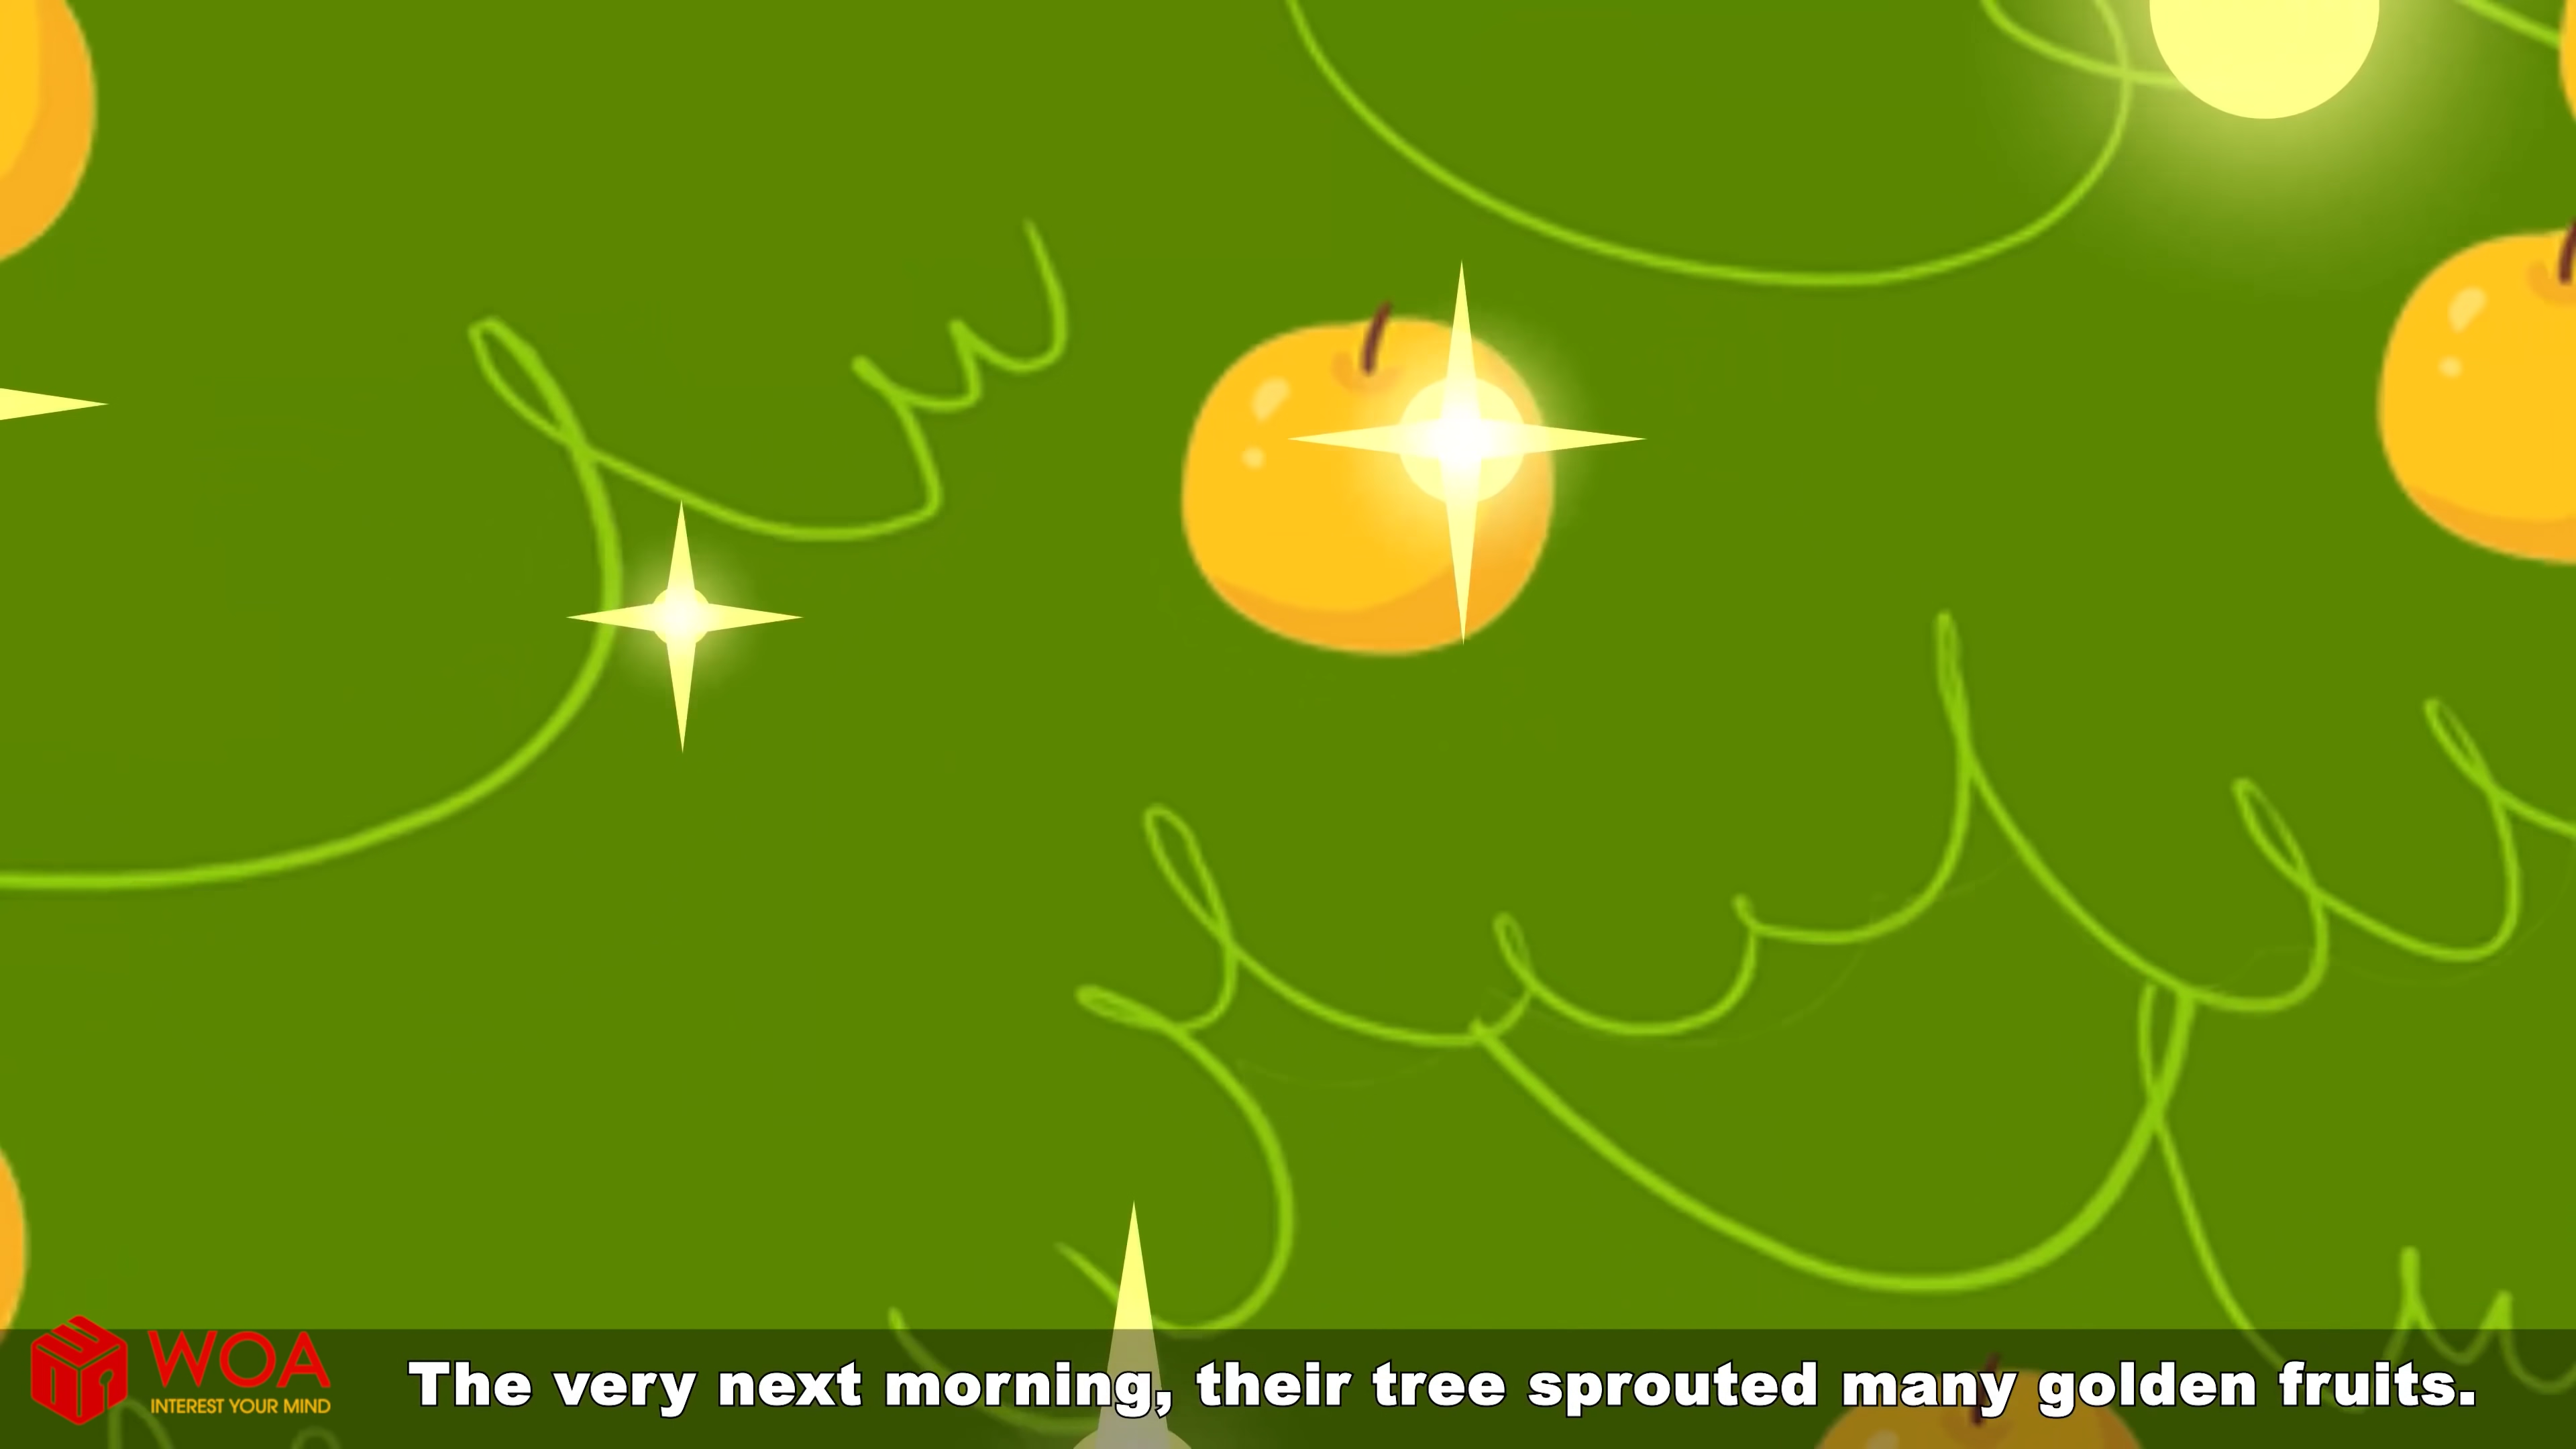 WOA
INTEREST YOUR MIND
The very next morning, their tree sprouted many golden fruits.